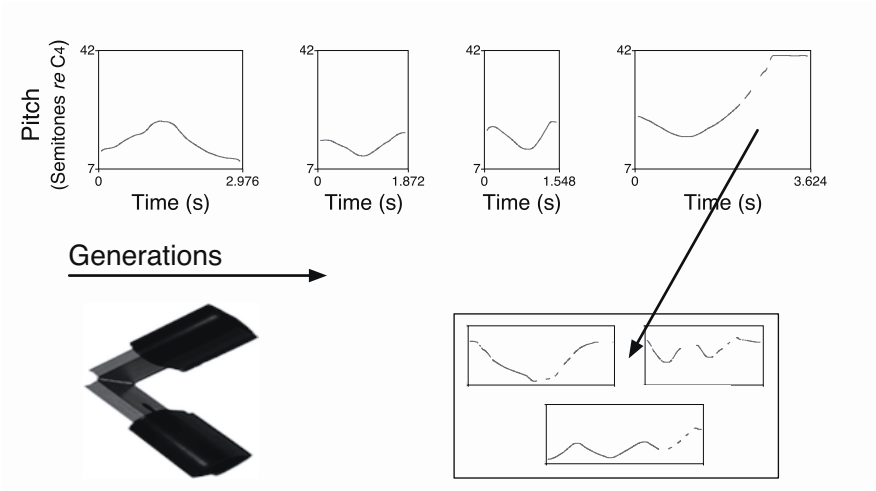 Pitch
(Semitones re C4)
42
7
0
2.976
Time (s)
0
1.872
Time (s)
0
1.548
Time (s)
0
3.624
Time (s)
42
7
42
7
42
7
Generations